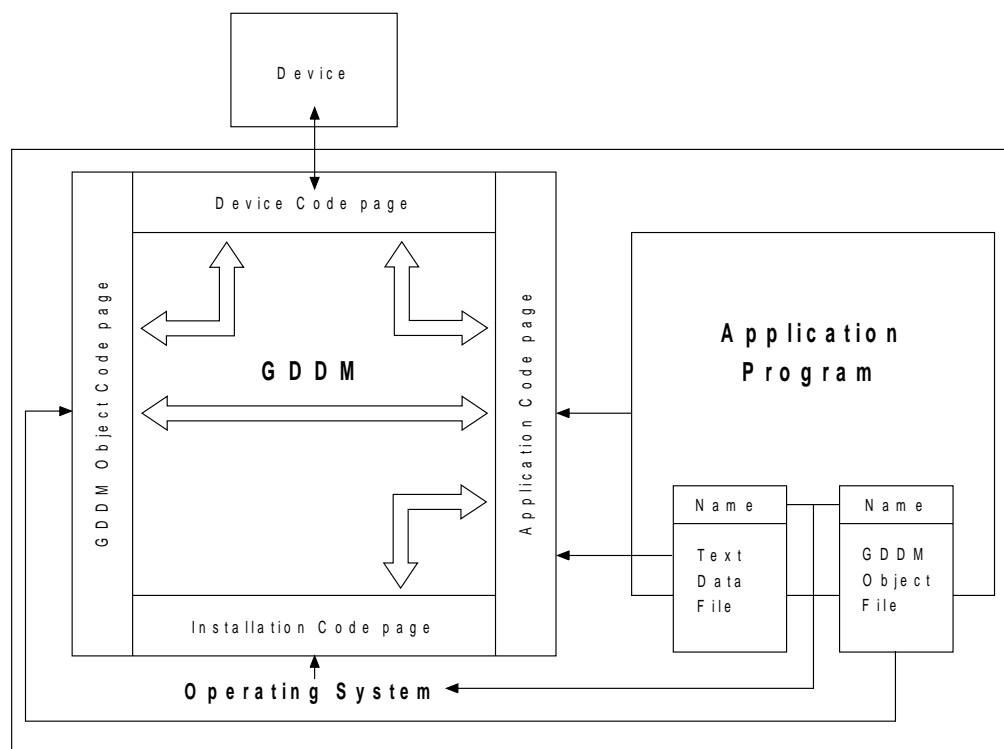 Device
Device Code page
GDDM Object Code page
GDDM
Application Code page
Application
Program
Name
Text
Data
File
Name
GDDM
Object
File
Installation Code page
Operating System